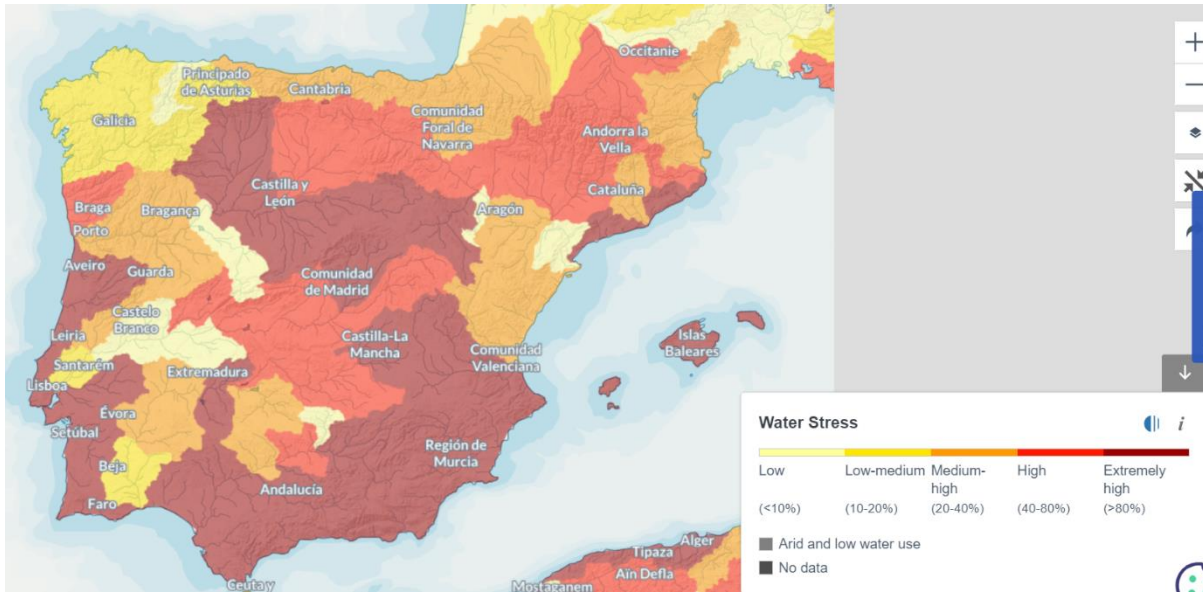 Occitanie
Principado
de Asturias
Cantabria
Galicia
Comunidad
Foral de
Navarra
Andorra la
Vella
Castilla y
León
Cataluña
Braga
Bragança
Aragón
Porto
Aveiro
Guarda
Comunidad
de Madrid
Castelo
Branco
Leiria
Castilla-La
Mancha
Islas
Baleares
Santarém
Extremadura
Comunidad
Valenciana
Lisboa
Évora
Setúbal
Región de
Murcia
Beja
Andalucía
Faro
Alger
Tipaza
Aïn Defla
Ceuta y
Mostaganem
Water Stress
i
Low Low-medium Medium-high High Extremely high
(<10%) (10-20%) (20-40%) (40-80%) (>80%)
Arid and low water use
No data